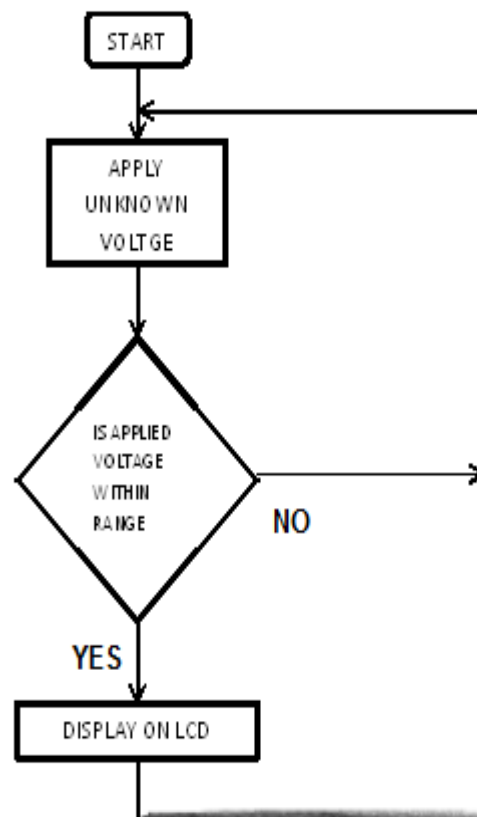 START
APPLY
UNKNOWN
VOLTGE
IS APPLIED
VOLTAGE
WITHIN
RANGE
NO
YES
DISPLAY ON LCD